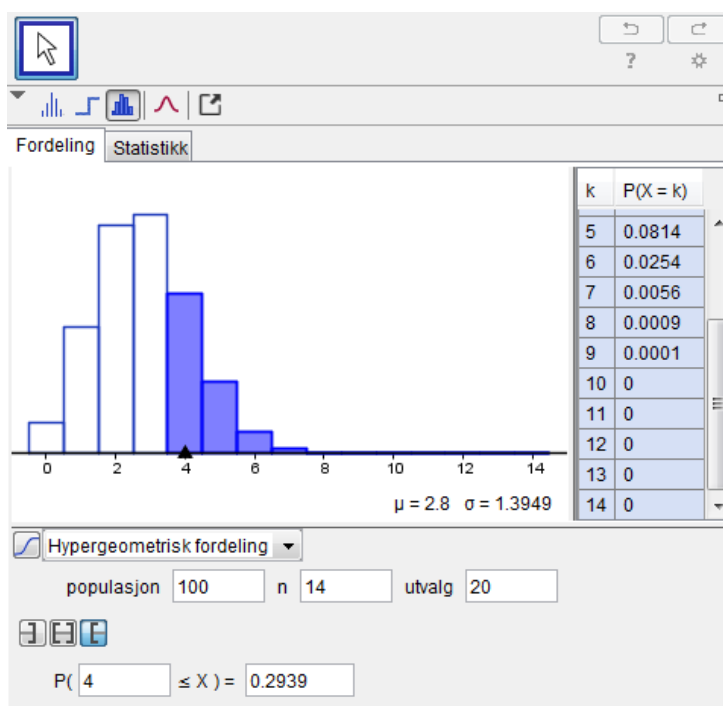 ?
Fordeling Statistikk
k P(X = k)
5 0.0814
6 0.0254
7 0.0056
8 0.0009
9 0.0001
10 0
11 0
12 0
13 0
14 0
0 2 4 6 8 10 12 14
μ = 2.8 σ = 1.3949
Hypergeometrisk fordeling
populasjon 100 n 14 utvalg 20
P( 4 ≤ X ) = 0.2939